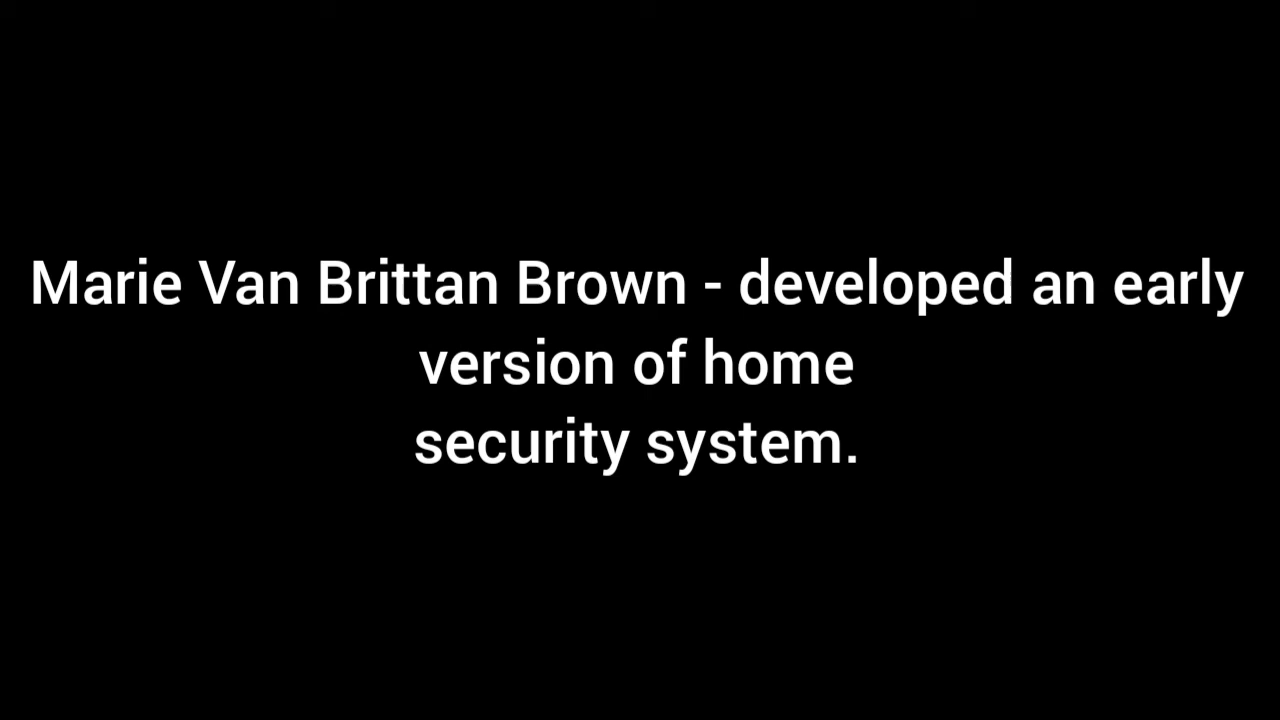 Marie Van Brittan Brown - developed an early
version of home
security system.